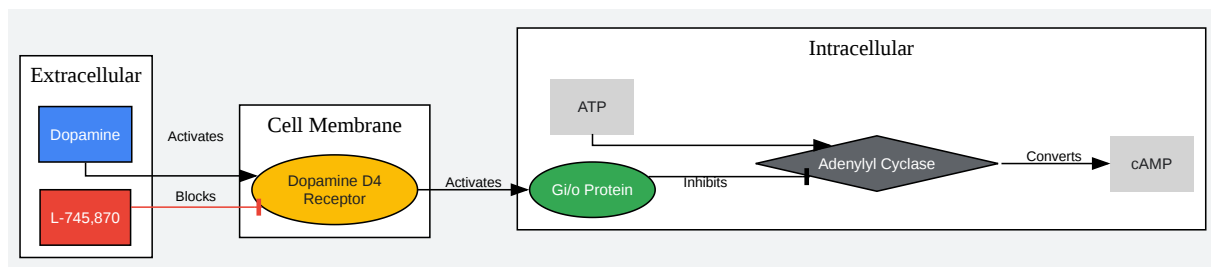 Extracellular
Dopamine
L-745,870
Activates
Blocks
Cell Membrane
Dopamine D4
Receptor
Activates
Intracellular
ATP
Gi/o Protein
Inhibits
Adenylyl Cyclase
Converts
cAMP